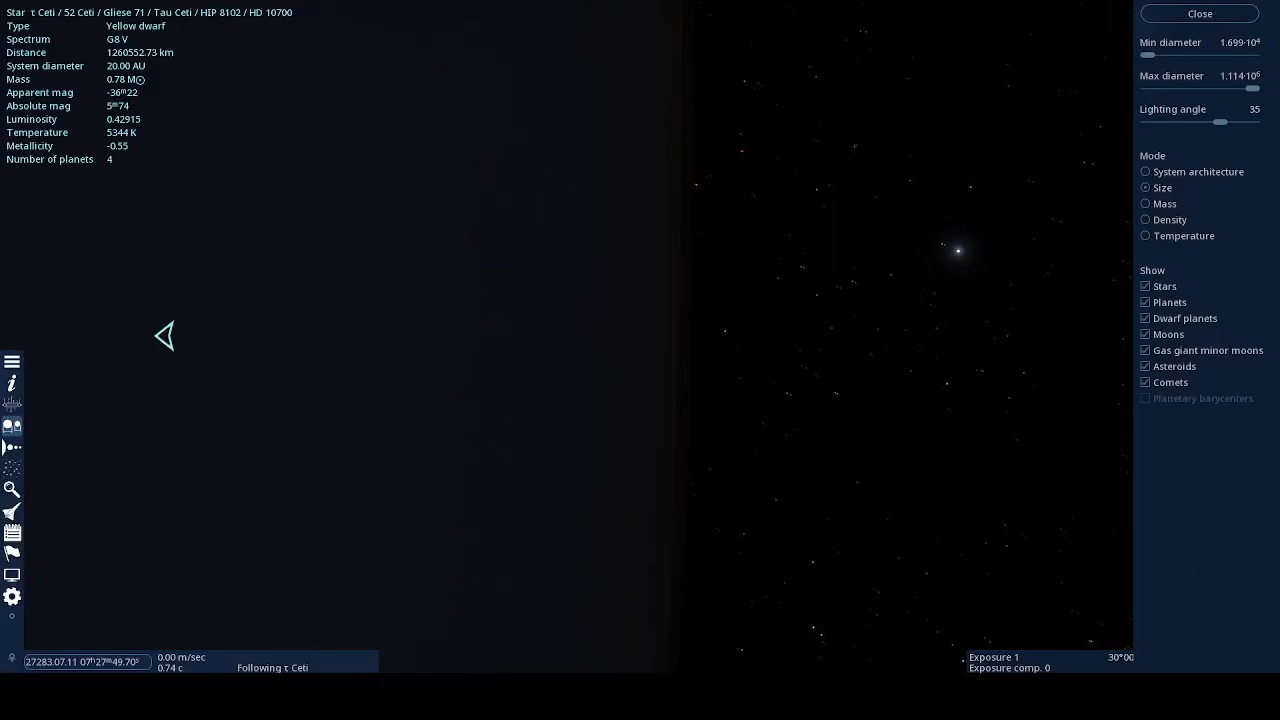 Star τ Ceti / 52 Ceti / Gliese 71 / Tau Ceti / HIP 8102 / HD 10700
Type Yellow dwarf
Spectrum G8 V
Distance 1260552.73 km
System diameter 20.00 AU
Mass 0.78 M☉
Apparent mag -36ᵐ22
Absolute mag 5ᵐ74
Luminosity 0.42915
Temperature 5344 K
Metallicity -0.55
Number of planets 4
Close
Min diameter 1.699·10⁴
Max diameter 1.114·10⁶
Lighting angle 35
Mode
System architecture
Size
Mass
Density
Temperature
Show
Stars
Planets
Dwarf planets
Moons
Gas giant minor moons
Asteroids
Comets
Planetary barycenters
27283.07.11 07ʰ27ᵐ49.70ˢ
0.00 m/sec
0.74 c
Following τ Ceti
Exposure 1 30°00
Exposure comp. 0